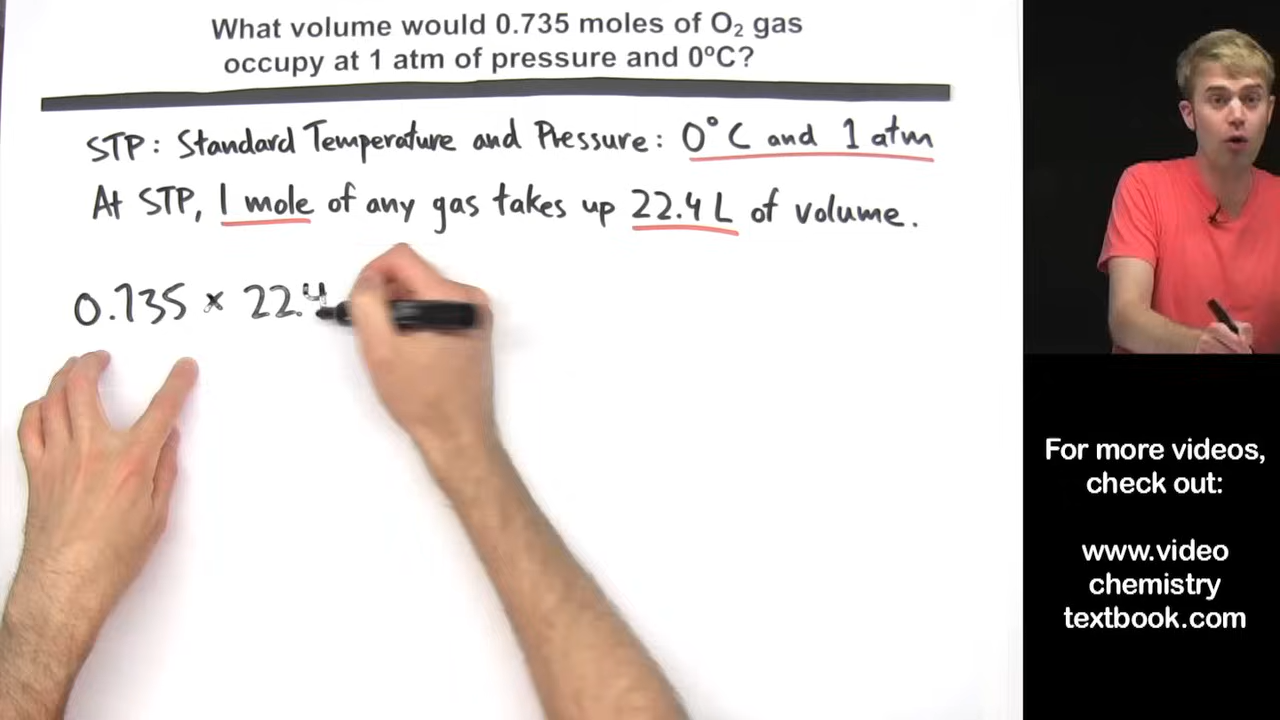 What volume would 0.735 moles of O₂ gas
occupy at 1 atm of pressure and 0ºC?
STP: Standard Temperature and Pressure: 0°C and 1 atm
At STP, 1 mole of any gas takes up 22.4 L of volume.
0.735 × 22.4
For more videos,
check out:
www.video
chemistry
textbook.com